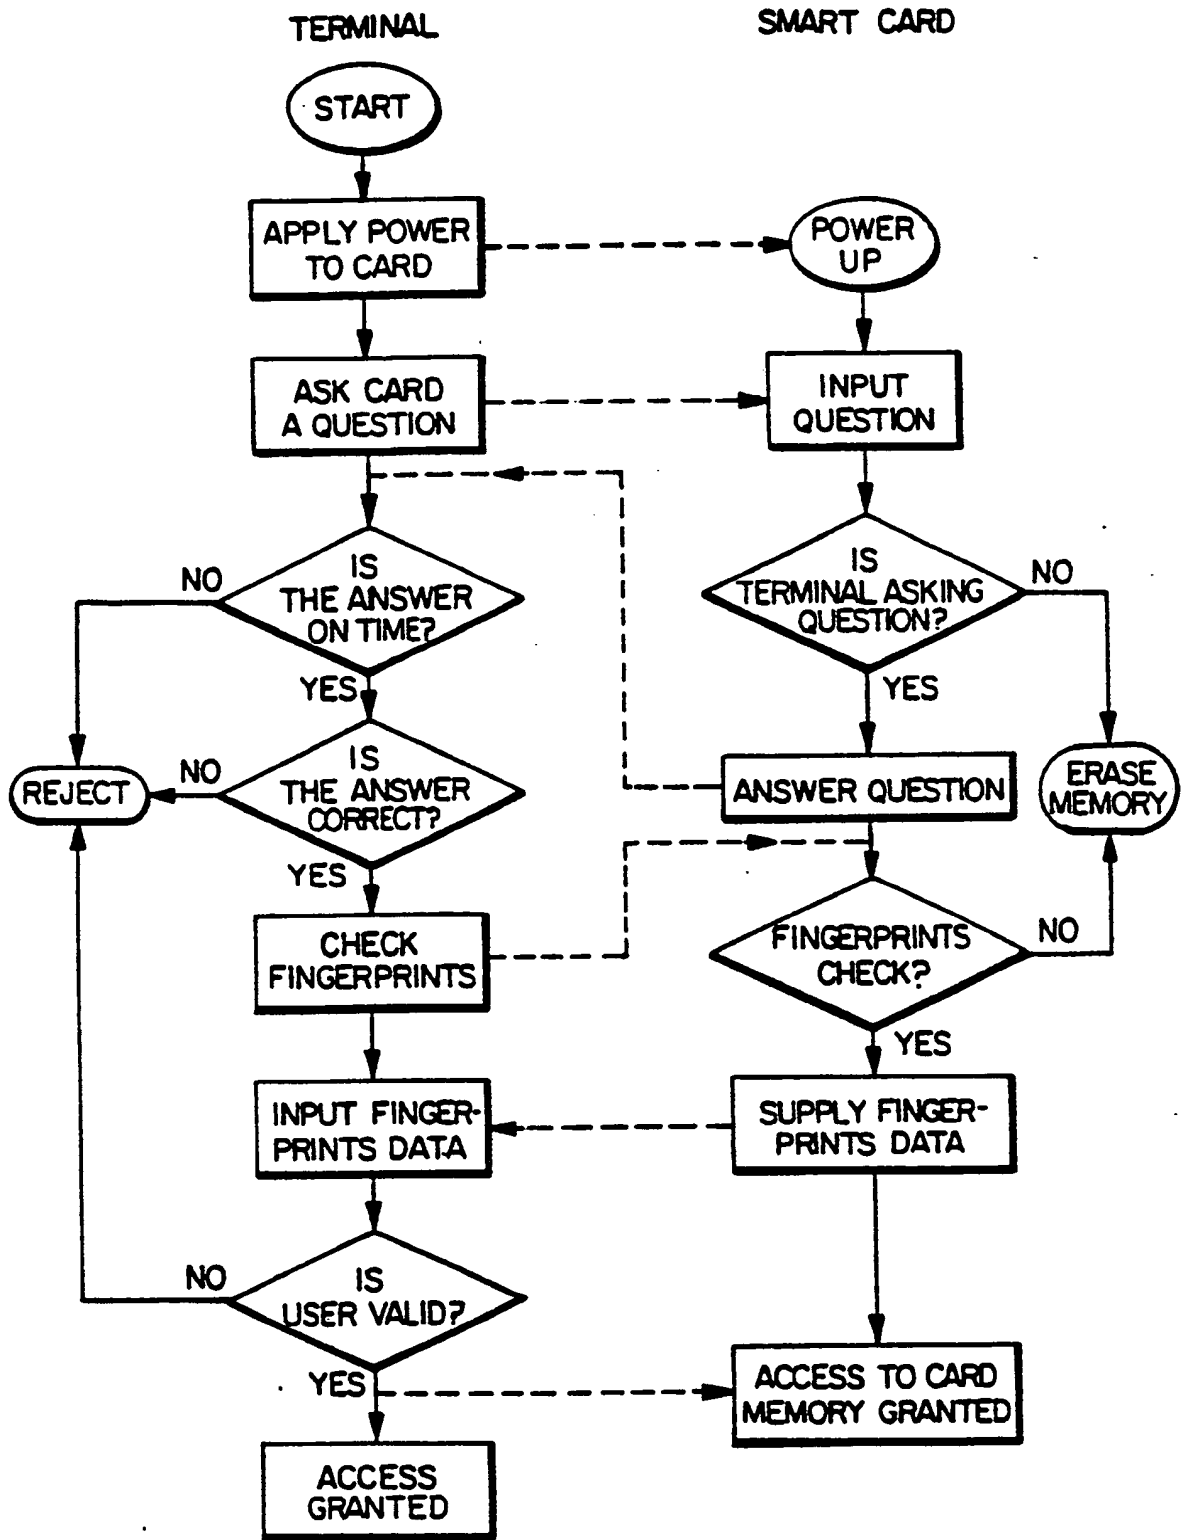 TERMINAL
SMART CARD
START
APPLY POWER
TO CARD
POWER
UP
ASK CARD
A QUESTION
INPUT
QUESTION
IS
THE ANSWER
ON TIME?
NO
YES
IS
TERMINAL ASKING
QUESTION?
NO
YES
REJECT
NO
IS
THE ANSWER
CORRECT?
YES
ANSWER QUESTION
ERASE
MEMORY
CHECK
FINGERPRINTS
FINGERPRINTS
CHECK?
NO
YES
INPUT FINGER-
PRINTS DATA
SUPPLY FINGER-
PRINTS DATA
NO
IS
USER VALID?
YES
ACCESS TO CARD
MEMORY GRANTED
ACCESS
GRANTED